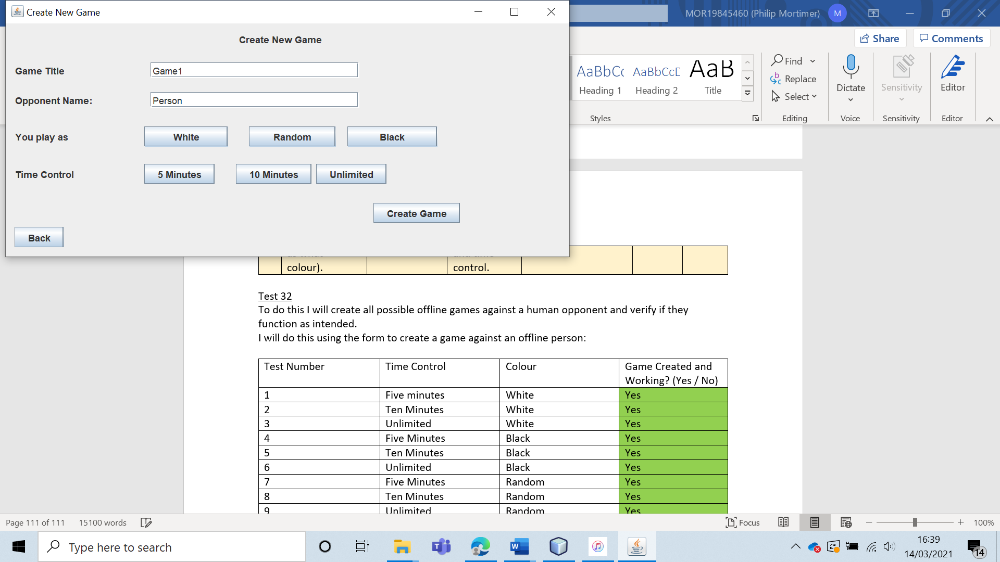 Create New Game
MOR19845460 (Philip Mortimer)
M
Create New Game
Share
Comments
Game Title
Game1
Opponent Name:
Person
You play as
White
Random
Black
Time Control
5 Minutes
10 Minutes
Unlimited
Create Game
Back
AaBbCc
AaBbCcD
AaB
Heading 1
Heading 2
Title
Styles
Find
Replace
Select
Editing
Dictate
Voice
Sensitivity
Sensitivity
Editor
Editor
colour).
control.
Test 32
To do this I will create all possible offline games against a human opponent and verify if they
function as intended.
I will do this using the form to create a game against an offline person:
Test Number Time Control Colour Game Created and
Working? (Yes / No)
1 Five minutes White Yes
2 Ten Minutes White Yes
3 Unlimited White Yes
4 Five Minutes Black Yes
5 Ten Minutes Black Yes
6 Unlimited Black Yes
7 Five Minutes Random Yes
8 Ten Minutes Random Yes
9 Unlimited Random Yes
Page 111 of 111
15100 words
Focus
100%
Type here to search
16:39
14/03/2021
14